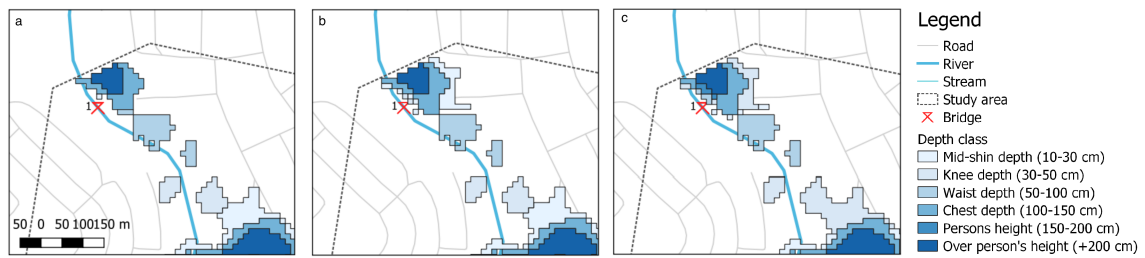 a
b
c
1
1
1
50 0 50 100150 m
Legend
Road
River
Stream
Study area
Bridge
Depth class
Mid-shin depth (10-30 cm)
Knee depth (30-50 cm)
Waist depth (50-100 cm)
Chest depth (100-150 cm)
Persons height (150-200 cm)
Over person's height (+200 cm)